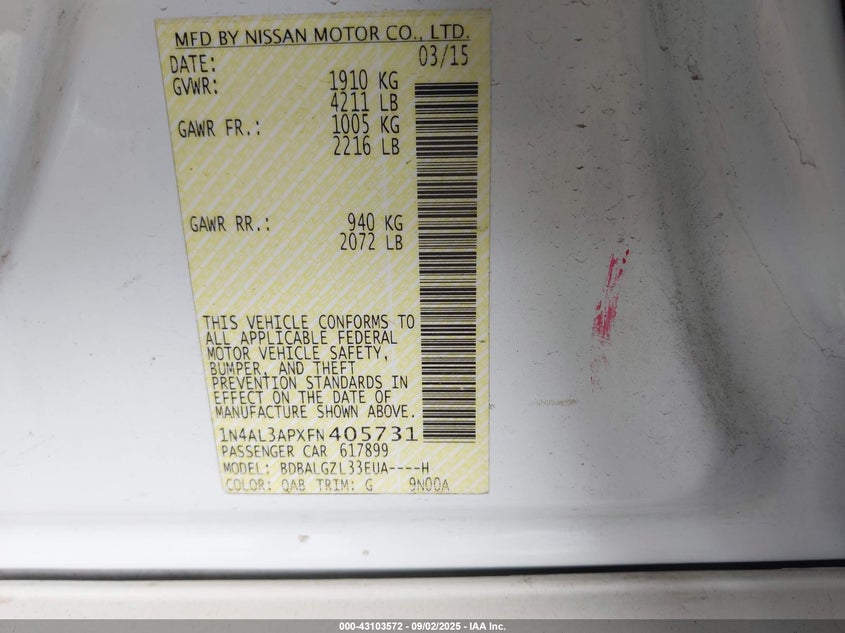 MFD BY NISSAN MOTOR CO., LTD.
DATE: 03/15
GVWR: 1910 KG
4211 LB
GAWR FR.: 1005 KG
2216 LB
GAWR RR.: 940 KG
2072 LB
THIS VEHICLE CONFORMS TO
ALL APPLICABLE FEDERAL
MOTOR VEHICLE SAFETY,
BUMPER, AND THEFT
PREVENTION STANDARDS IN
EFFECT ON THE DATE OF
MANUFACTURE SHOWN ABOVE.
1N4AL3APXFN405731
PASSENGER CAR 617899
MODEL: BDBALGZL33EUA----H
COLOR: QAB TRIM: G 9N00A
000-43103572 - 09/02/2025 - IAA Inc.